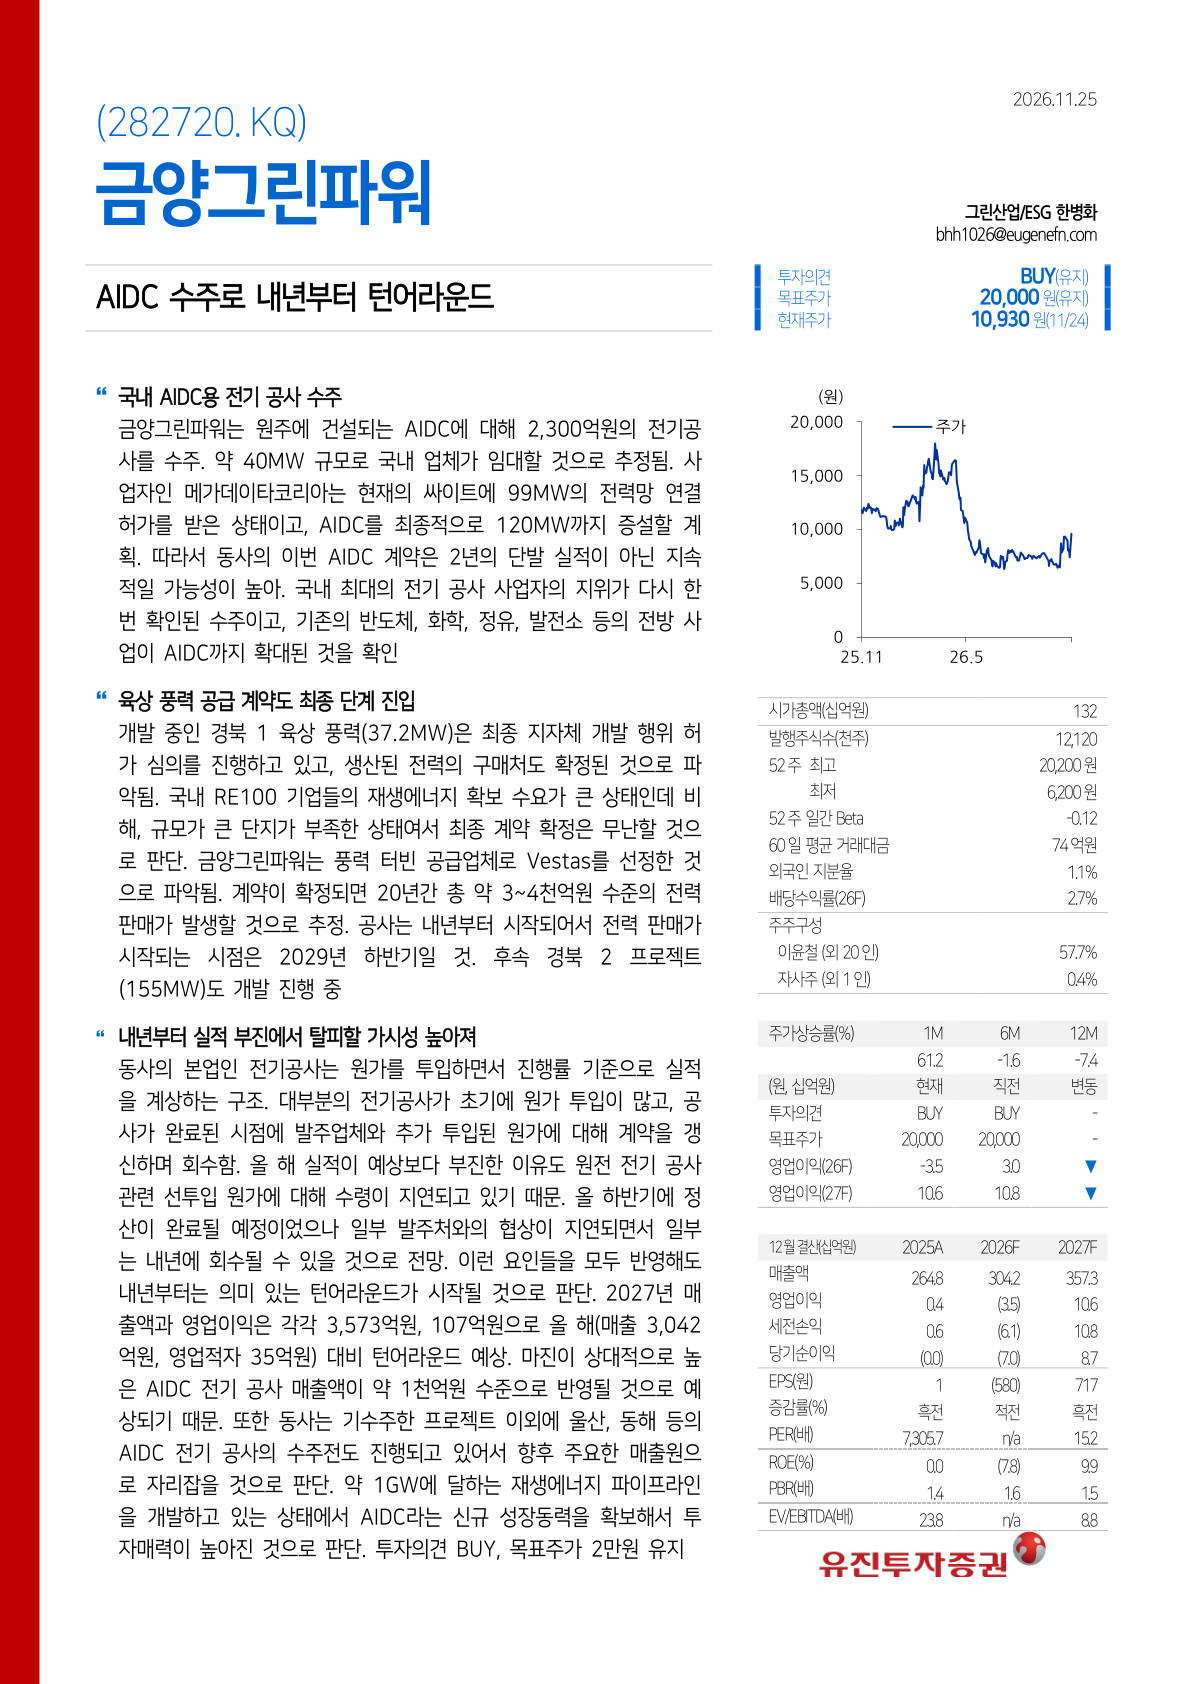 2026.11.25
(282720. KQ)
금양그린파워
그린산업/ESG 한병화
bhh1026@eugenefn.com
AIDC 수주로 내년부터 턴어라운드
투자의견 BUY(유지)
목표주가 20,000 원(유지)
현재주가 10,930 원(11/24)
“ 국내 AIDC용 전기 공사 수주
금양그린파워는 원주에 건설되는 AIDC에 대해 2,300억원의 전기공
사를 수주. 약 40MW 규모로 국내 업체가 임대할 것으로 추정됨. 사
업자인 메가데이타코리아는 현재의 싸이트에 99MW의 전력망 연결
허가를 받은 상태이고, AIDC를 최종적으로 120MW까지 증설할 계
획. 따라서 동사의 이번 AIDC 계약은 2년의 단발 실적이 아닌 지속
적일 가능성이 높아. 국내 최대의 전기 공사 사업자의 지위가 다시 한
번 확인된 수주이고, 기존의 반도체, 화학, 정유, 발전소 등의 전방 사
업이 AIDC까지 확대된 것을 확인
“ 육상 풍력 공급 계약도 최종 단계 진입
개발 중인 경북 1 육상 풍력(37.2MW)은 최종 지자체 개발 행위 허
가 심의를 진행하고 있고, 생산된 전력의 구매처도 확정된 것으로 파
악됨. 국내 RE100 기업들의 재생에너지 확보 수요가 큰 상태인데 비
해, 규모가 큰 단지가 부족한 상태여서 최종 계약 확정은 무난할 것으
로 판단. 금양그린파워는 풍력 터빈 공급업체로 Vestas를 선정한 것
으로 파악됨. 계약이 확정되면 20년간 총 약 3~4천억원 수준의 전력
판매가 발생할 것으로 추정. 공사는 내년부터 시작되어서 전력 판매가
시작되는 시점은 2029년 하반기일 것. 후속 경북 2 프로젝트
(155MW)도 개발 진행 중
“ 내년부터 실적 부진에서 탈피할 가시성 높아져
동사의 본업인 전기공사는 원가를 투입하면서 진행률 기준으로 실적
을 계상하는 구조. 대부분의 전기공사가 초기에 원가 투입이 많고, 공
사가 완료된 시점에 발주업체와 추가 투입된 원가에 대해 계약을 갱
신하며 회수함. 올 해 실적이 예상보다 부진한 이유도 원전 전기 공사
관련 선투입 원가에 대해 수령이 지연되고 있기 때문. 올 하반기에 정
산이 완료될 예정이었으나 일부 발주처와의 협상이 지연되면서 일부
는 내년에 회수될 수 있을 것으로 전망. 이런 요인들을 모두 반영해도
내년부터는 의미 있는 턴어라운드가 시작될 것으로 판단. 2027년 매
출액과 영업이익은 각각 3,573억원, 107억원으로 올 해(매출 3,042
억원, 영업적자 35억원) 대비 턴어라운드 예상. 마진이 상대적으로 높
은 AIDC 전기 공사 매출액이 약 1천억원 수준으로 반영될 것으로 예
상되기 때문. 또한 동사는 기수주한 프로젝트 이외에 울산, 동해 등의
AIDC 전기 공사의 수주전도 진행되고 있어서 향후 주요한 매출원으
로 자리잡을 것으로 판단. 약 1GW에 달하는 재생에너지 파이프라인
을 개발하고 있는 상태에서 AIDC라는 신규 성장동력을 확보해서 투
자매력이 높아진 것으로 판단. 투자의견 BUY, 목표주가 2만원 유지
(원)
20,000
주가
15,000
10,000
5,000
0
25.11 26.5
시가총액(십억원) 132
발행주식수(천주) 12,120
52 주 최고 20,200 원
최저 6,200 원
52 주 일간 Beta -0.12
60 일 평균 거래대금 74 억원
외국인 지분율 1.1%
배당수익률(26F) 2.7%
주주구성
이윤철 (외 20 인) 57.7%
자사주 (외 1 인) 0.4%
주가상승률(%) 1M 6M 12M
61.2 -1.6 -7.4
(원, 십억원) 현재 직전 변동
투자의견 BUY BUY -
목표주가 20,000 20,000 -
영업이익(26F) -3.5 3.0 ▼
영업이익(27F) 10.6 10.8 ▼
12 월 결산(십억원) 2025A 2026F 2027F
매출액 264.8 304.2 357.3
영업이익 0.4 (3.5) 10.6
세전손익 0.6 (6.1) 10.8
당기순이익 (0.0) (7.0) 8.7
EPS(원) 1 (580) 717
증감률(%) 흑전 적전 흑전
PER(배) 7,305.7 n/a 15.2
ROE(%) 0.0 (7.8) 9.9
PBR(배) 1.4 1.6 1.5
EV/EBITDA(배) 23.8 n/a 8.8
유진투자증권